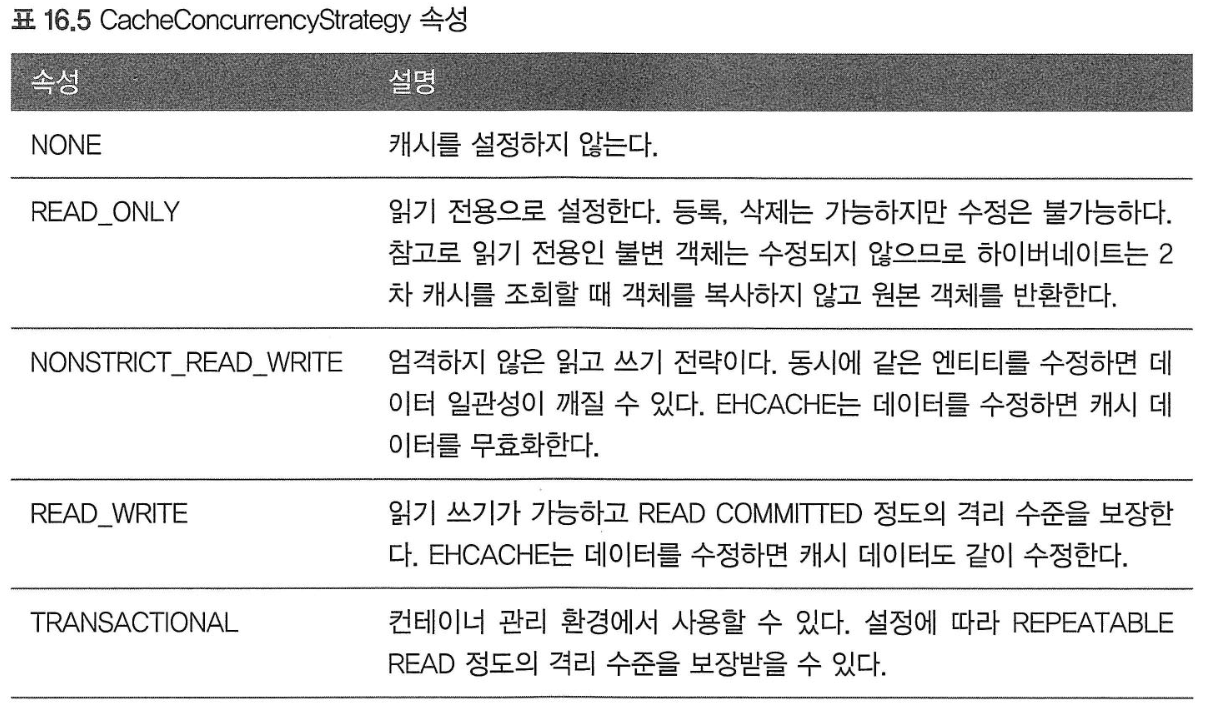 표 16.5 CacheConcurrencyStrategy 속성
속성 설명
NONE 캐시를 설정하지 않는다.
READ_ONLY 읽기 전용으로 설정한다. 등록, 삭제는 가능하지만 수정은 불가능하다.
참고로 읽기 전용인 불변 객체는 수정되지 않으므로 하이버네이트는 2
차 캐시를 조회할 때 객체를 복사하지 않고 원본 객체를 반환한다.
NONSTRICT_READ_WRITE 엄격하지 않은 읽고 쓰기 전략이다. 동시에 같은 엔티티를 수정하면 데
이터 일관성이 깨질 수 있다. EHCACHE는 데이터를 수정하면 캐시 데
이터를 무효화한다.
READ_WRITE 읽기 쓰기가 가능하고 READ COMMITTED 정도의 격리 수준을 보장한
다. EHCACHE는 데이터를 수정하면 캐시 데이터도 같이 수정한다.
TRANSACTIONAL 컨테이너 관리 환경에서 사용할 수 있다. 설정에 따라 REPEATABLE
READ 정도의 격리 수준을 보장받을 수 있다.